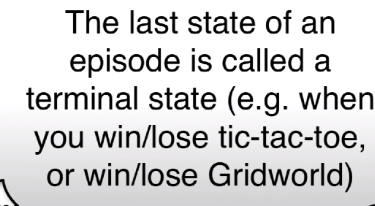 The last state of an
episode is called a
terminal state (e.g. when
you win/lose tic-tac-toe,
or win/lose Gridworld)